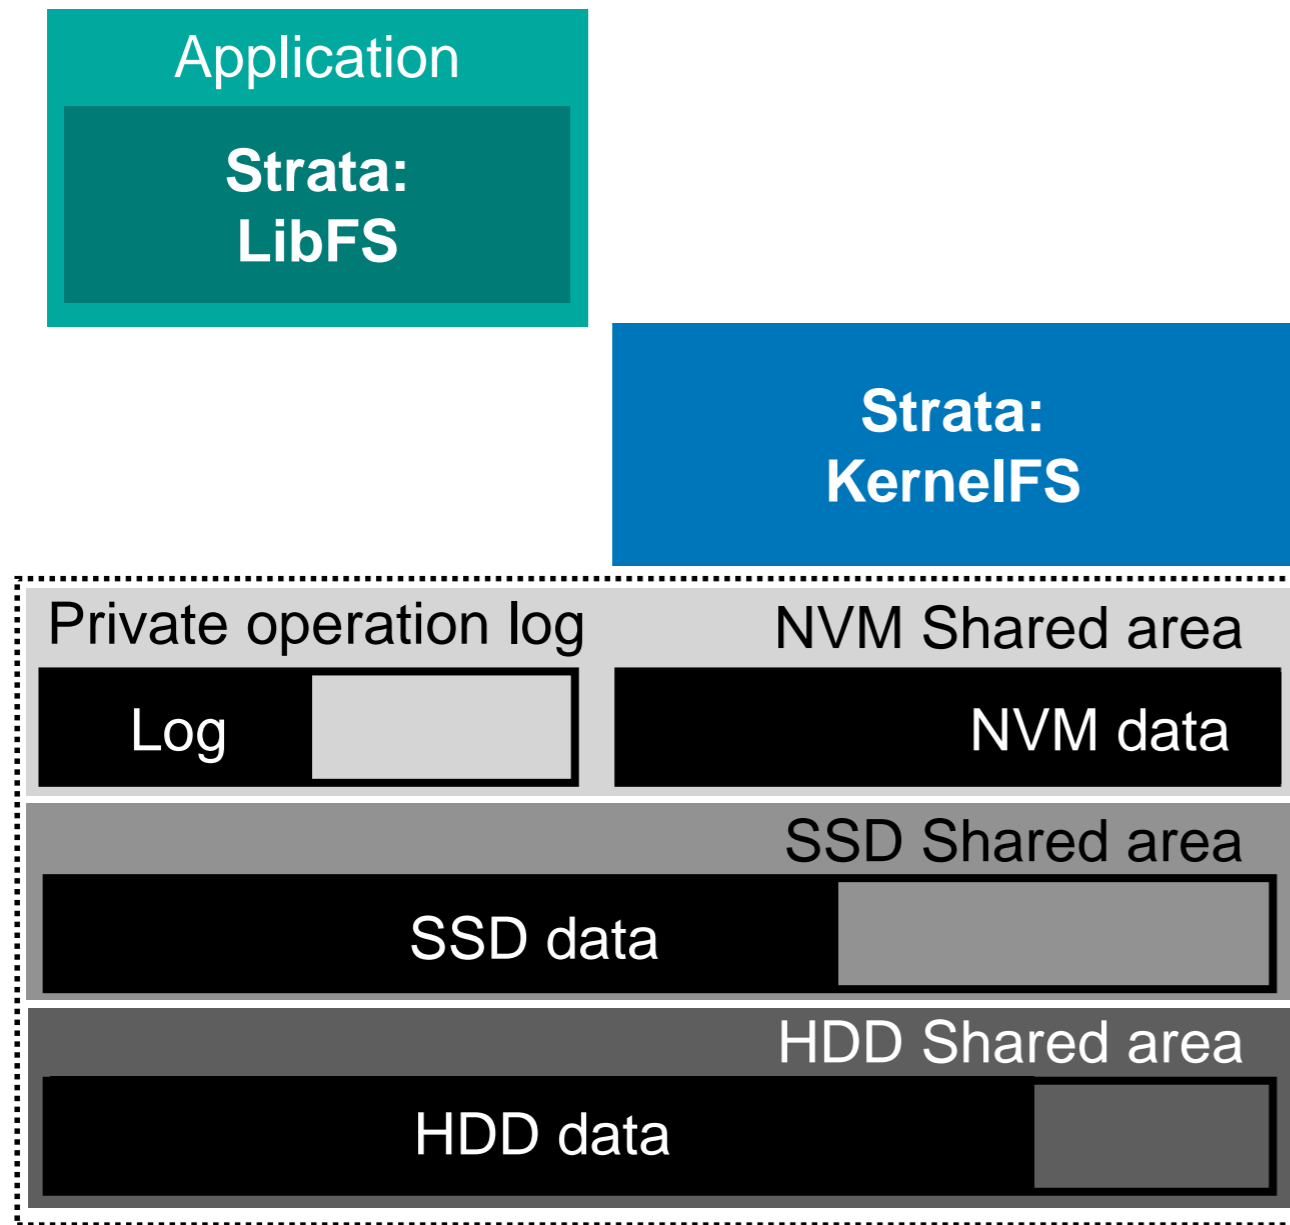 Application
Strata:
LibFS
Strata:
KernelFS
Private operation log
NVM Shared area
Log
NVM data
SSD Shared area
SSD data
HDD Shared area
HDD data